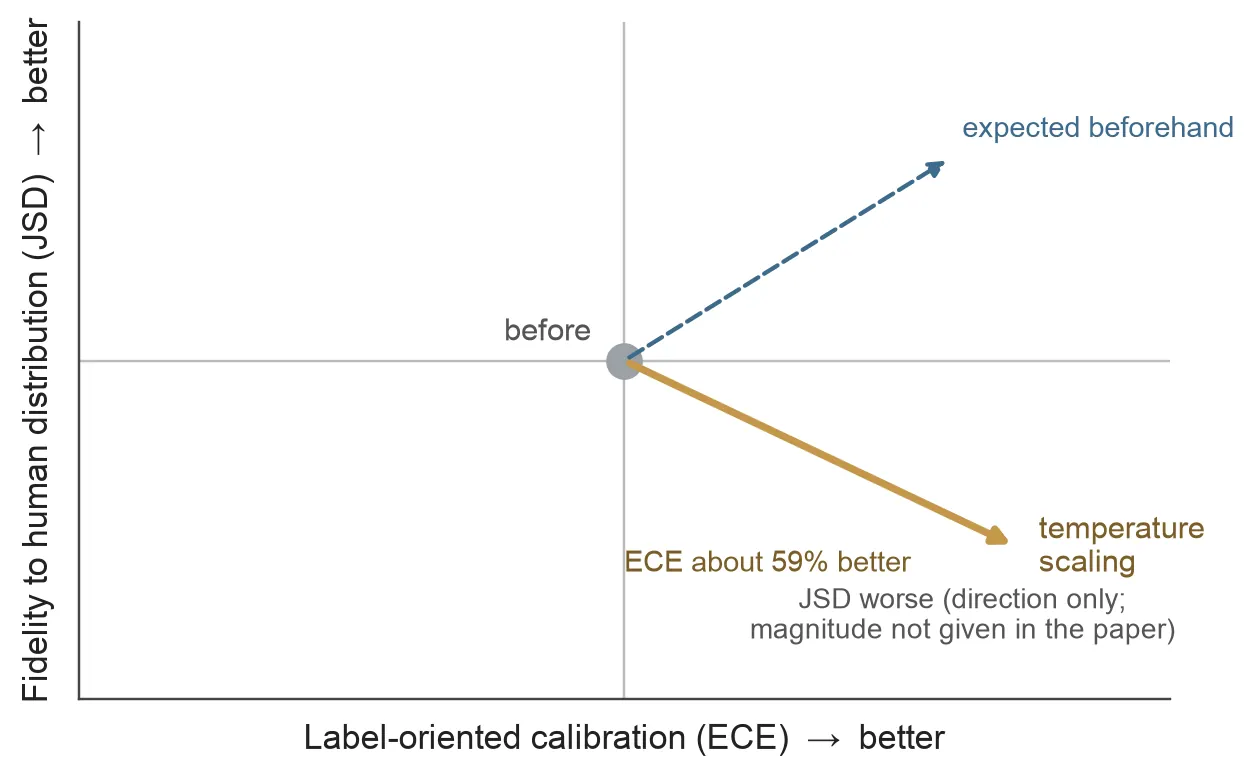 Fidelity to human distribution (JSD) → better
expected beforehand
before
temperature
scaling
ECE about 59% better
JSD worse (direction only;
magnitude not given in the paper)
Label-oriented calibration (ECE) → better